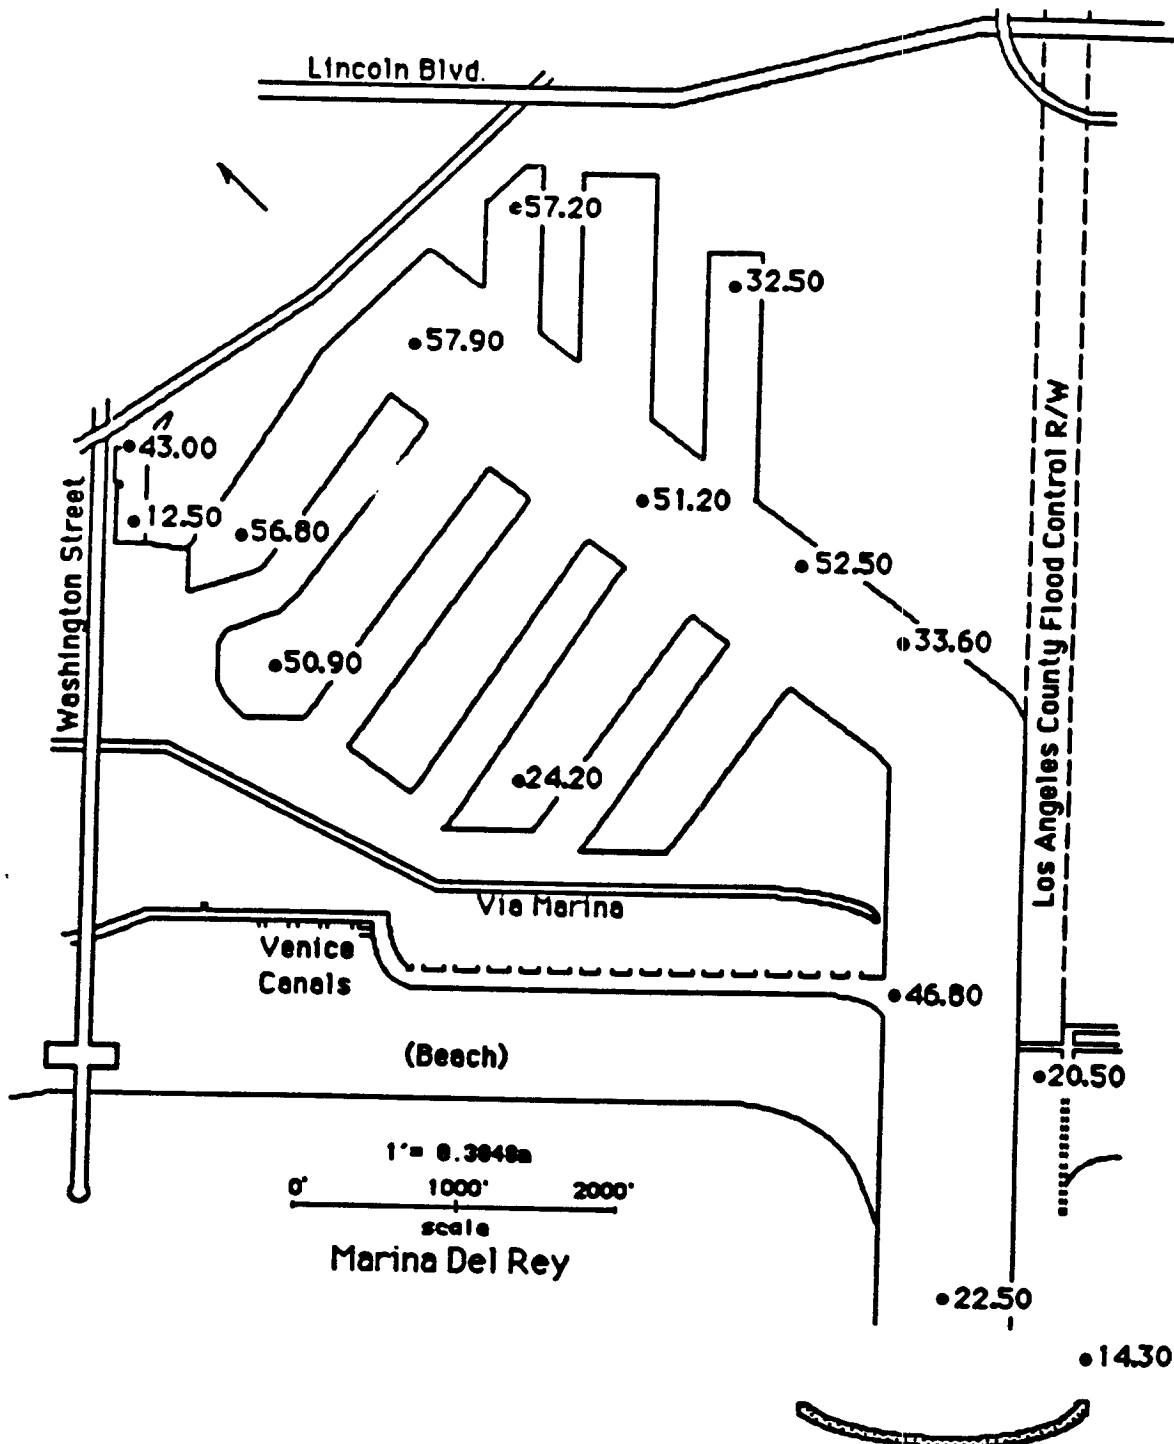 Lincoln Blvd.
57.20
32.50
57.90
43.00
12.50
56.80
51.20
52.50
33.60
50.90
24.20
Washington Street
Los Angeles County Flood Control R/W
Via Marina
Venice
Canals
46.80
(Beach)
20.50
1'= 0.3048m
0' 1000' 2000'
scale
Marina Del Rey
22.50
14.30